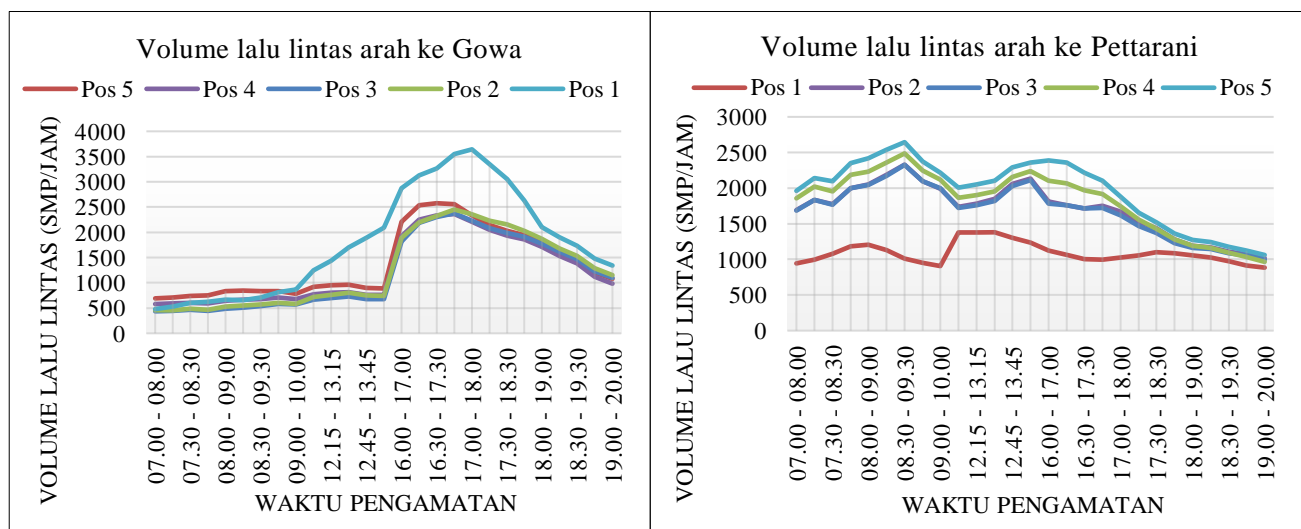 Volume lalu lintas arah ke Gowa
Pos 5 Pos 4 Pos 3 Pos 2 Pos 1
VOLUME LALU LINTAS (SMP/JAM)
4000
3500
3000
2500
2000
1500
1000
500
0
07.00 - 08.00
07.30 - 08.30
08.00 - 09.00
08.30 - 09.30
09.00 - 10.00
12.15 - 13.15
12.45 - 13.45
16.00 - 17.00
16.30 - 17.30
17.00 - 18.00
17.30 - 18.30
18.00 - 19.00
18.30 - 19.30
19.00 - 20.00
WAKTU PENGAMATAN
Volume lalu lintas arah ke Pettarani
Pos 1 Pos 2 Pos 3 Pos 4 Pos 5
VOLUME LALU LINTAS (SMP/JAM)
3000
2500
2000
1500
1000
500
0
07.00 - 08.00
07.30 - 08.30
08.00 - 09.00
08.30 - 09.30
09.00 - 10.00
12.15 - 13.15
12.45 - 13.45
16.00 - 17.00
16.30 - 17.30
17.00 - 18.00
17.30 - 18.30
18.00 - 19.00
18.30 - 19.30
19.00 - 20.00
WAKTU PENGAMATAN